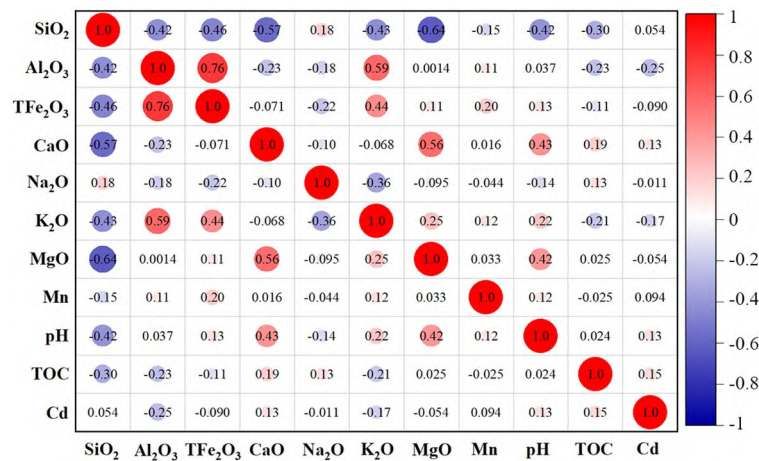 SiO₂ 1.0 -0.42 -0.46 -0.57 0.18 -0.43 -0.64 -0.15 -0.42 -0.30 0.054
Al₂O₃ -0.42 1.0 0.76 -0.23 -0.18 0.59 0.0014 0.11 0.037 -0.23 -0.25
TFe₂O₃ -0.46 0.76 1.0 -0.071 -0.22 0.44 0.11 0.20 0.13 -0.11 -0.090
CaO -0.57 -0.23 -0.071 1.0 -0.10 -0.068 0.56 0.016 0.43 0.19 0.13
Na₂O 0.18 -0.18 -0.22 -0.10 1.0 -0.36 -0.095 -0.044 -0.14 0.13 -0.011
K₂O -0.43 0.59 0.44 -0.068 -0.36 1.0 0.25 0.12 0.22 -0.21 -0.17
MgO -0.64 0.0014 0.11 0.56 -0.095 0.25 1.0 0.033 0.42 0.025 -0.054
Mn -0.15 0.11 0.20 0.016 -0.044 0.12 0.033 1.0 0.12 -0.025 0.094
pH -0.42 0.037 0.13 0.43 -0.14 0.22 0.42 0.12 1.0 0.024 0.13
TOC -0.30 -0.23 -0.11 0.19 0.13 -0.21 0.025 -0.025 0.024 1.0 0.15
Cd 0.054 -0.25 -0.090 0.13 -0.011 -0.17 -0.054 0.094 0.13 0.15 1.0
SiO₂ Al₂O₃ TFe₂O₃ CaO Na₂O K₂O MgO Mn pH TOC Cd
1
0.8
0.6
0.4
0.2
0
-0.2
-0.4
-0.6
-0.8
-1